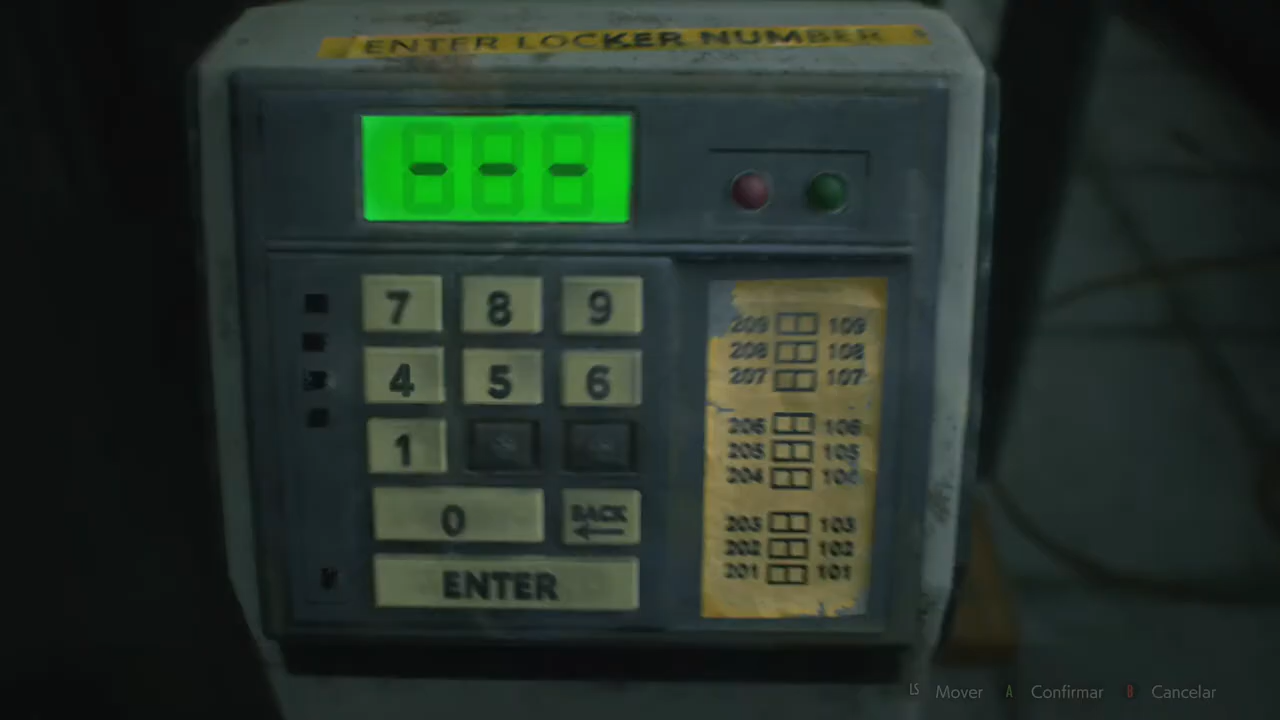 ENTER LOCKER NUMBER
---
7 8 9
4 5 6
1
0 BACK
ENTER
209 109
208 108
207 107
206 106
205 105
204 104
203 103
202 102
201 101
LS Mover A Confirmar B Cancelar